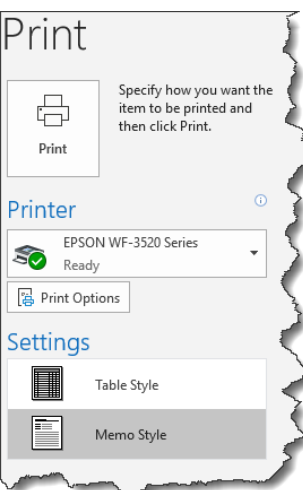 Print
Specify how you want the
item to be printed and
then click Print.
Print
Printer
EPSON WF-3520 Series
Ready
Print Options
Settings
Table Style
Memo Style